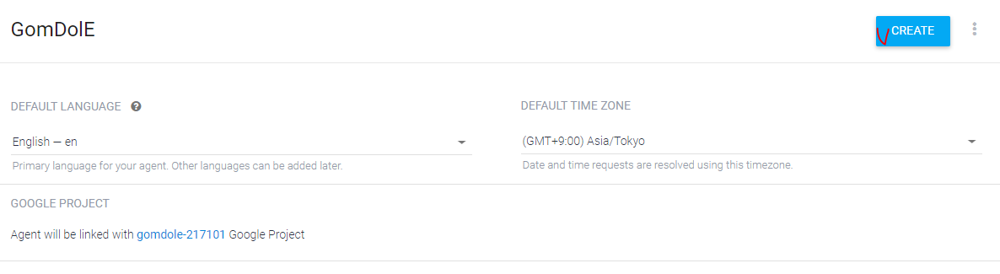 GomDolE
CREATE
DEFAULT LANGUAGE
DEFAULT TIME ZONE
English — en
(GMT+9:00) Asia/Tokyo
Primary language for your agent. Other languages can be added later.
Date and time requests are resolved using this timezone.
GOOGLE PROJECT
Agent will be linked with gomdole-217101 Google Project